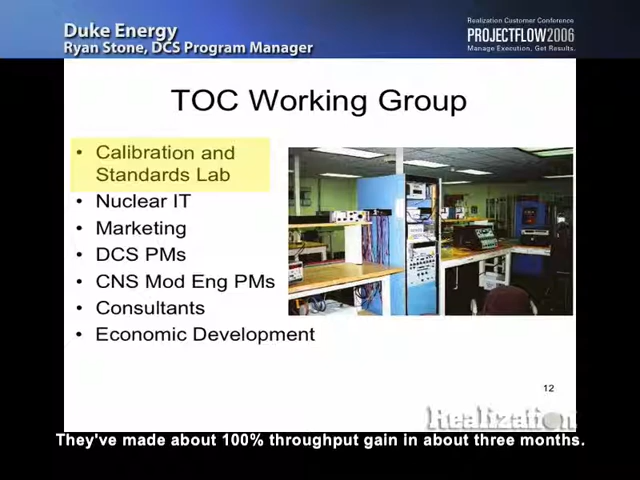 Duke Energy
Ryan Stone, DCS Program Manager
Realization Customer Conference
PROJECTFLOW2006
Manage Execution, Get Results.
TOC Working Group
• Calibration and
Standards Lab
• Nuclear IT
• Marketing
• DCS PMs
• CNS Mod Eng PMs
• Consultants
• Economic Development
12
Realization
They've made about 100% throughput gain in about three months.